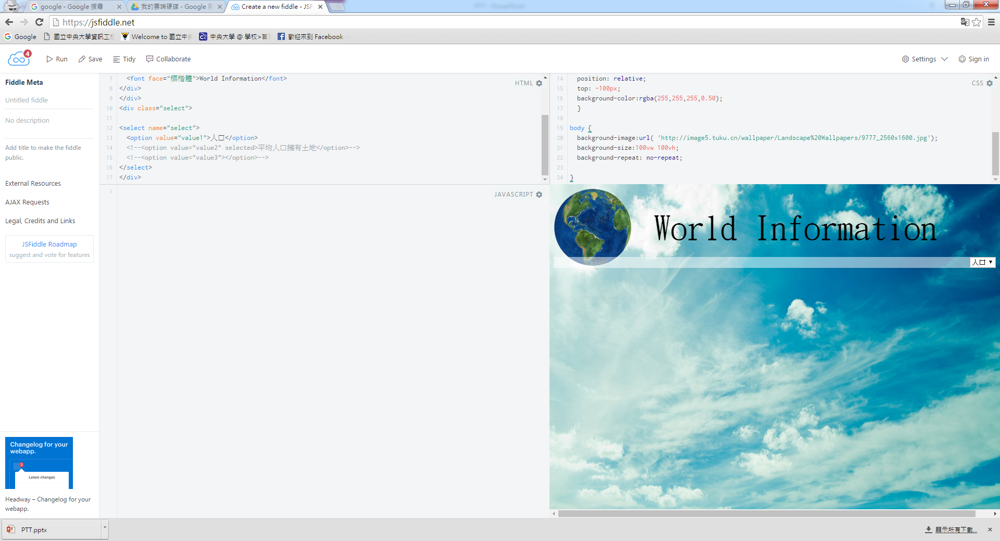 google - Google 搜尋
我的雲端硬碟 - Google 雲
Create a new fiddle - JSF
https://jsfiddle.net
Google
國立中央大學資訊工程
Welcome to 國立中央
中央大學 @ 學校>首頁
歡迎來到 Facebook
4
Run
Save
Tidy
Collaborate
Settings
Sign in
Fiddle Meta
Untitled fiddle
No description
Add title to make the fiddle
public.
External Resources
AJAX Requests
Legal, Credits and Links
JSFiddle Roadmap
suggest and vote for features
Changelog for your
webapp.
2
Latest changes
Headway – Changelog for your
webapp.
HTML
7 <font face="標楷體">World Information</font>
8 </div>
9 </div>
10 <div class="select">
11
12 <select name="select">
13 <option value="value1">人口</option>
14 <!--<option value="value2" selected>平均人口擁有土地</option>-->
15 <!--<option value="value3"></option>-->
16 </select>
17 </div>
CSS
14 position: relative;
15 top: -100px;
16 background-color:rgba(255,255,255,0.50);
17 }
18
19 body {
20 background-image:url( 'http://image5.tuku.cn/wallpaper/Landscape%20Wallpapers/9777_2560x1600.jpg');
21 background-size:100vw 100vh;
22 background-repeat: no-repeat;
23
24 }
1
JAVASCRIPT
World Information
人口
PTT.pptx
顯示所有下載...